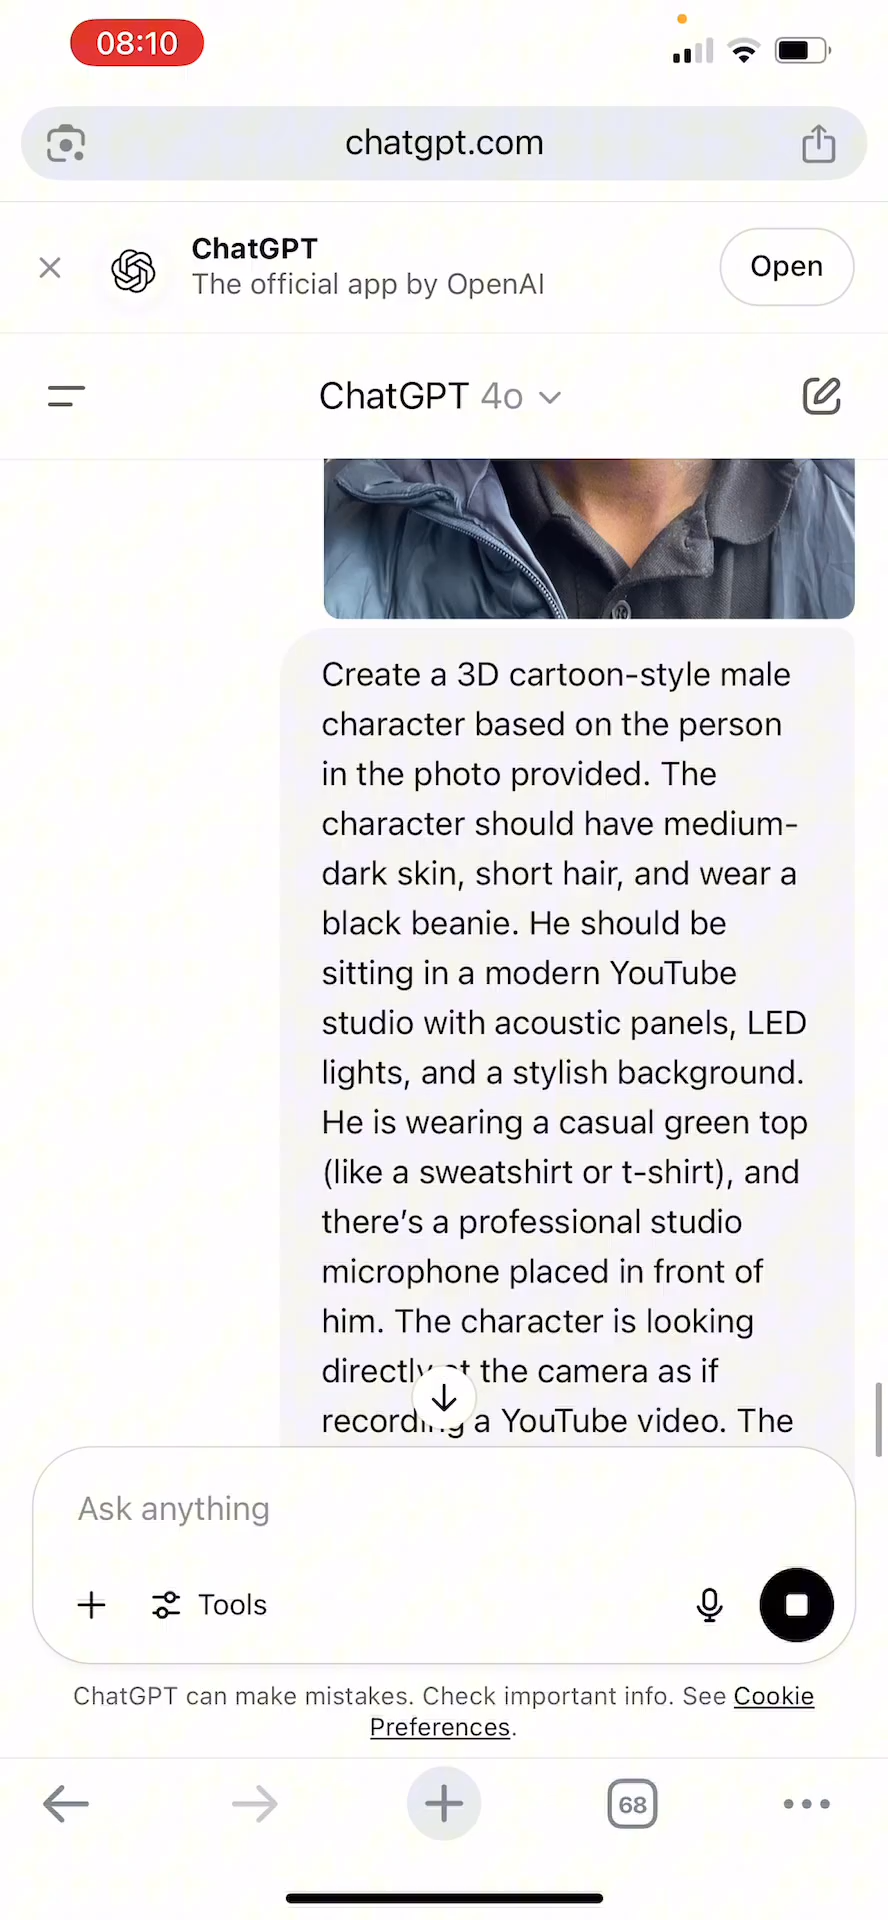 08:10
chatgpt.com
ChatGPT
The official app by OpenAI
Open
ChatGPT 4o
Create a 3D cartoon-style male
character based on the person
in the photo provided. The
character should have medium-
dark skin, short hair, and wear a
black beanie. He should be
sitting in a modern YouTube
studio with acoustic panels, LED
lights, and a stylish background.
He is wearing a casual green top
(like a sweatshirt or t-shirt), and
there's a professional studio
microphone placed in front of
him. The character is looking
directly at the camera as if
recording a YouTube video. The
Ask anything
Tools
ChatGPT can make mistakes. Check important info. See Cookie
Preferences.
68